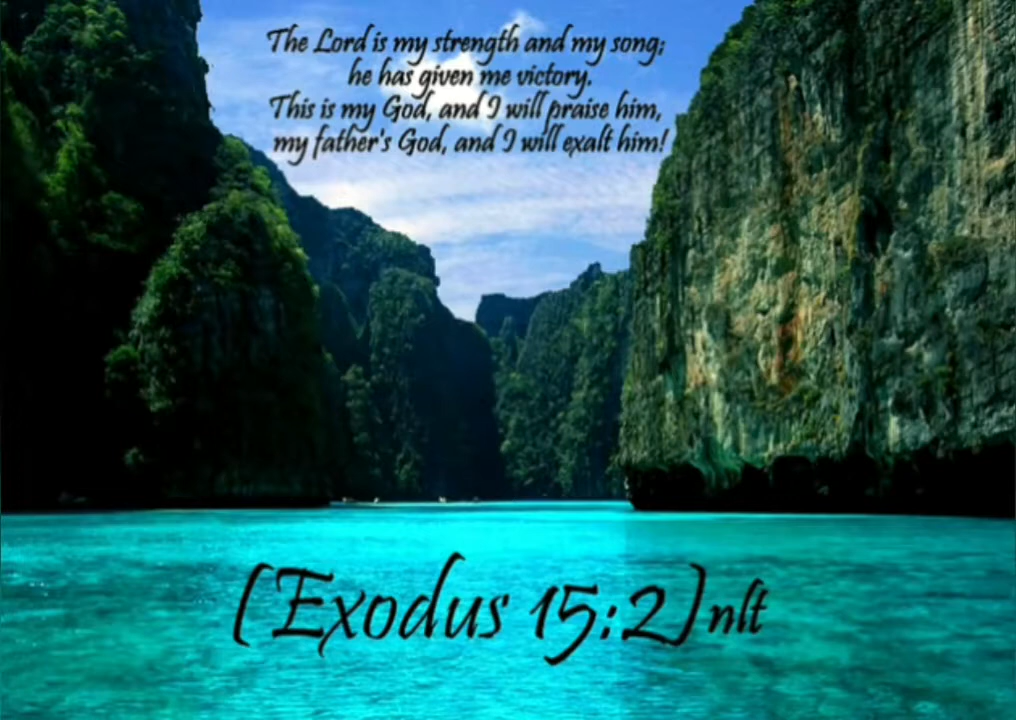 The Lord is my strength and my song;
he has given me victory.
This is my God, and I will praise him,
my father's God, and I will exalt him!
(Exodus 15:2) nlt